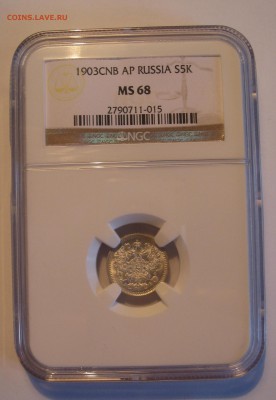 COINS.LAVE.RU
1903CNB AP RUSSIA S5K
MS 68
2790711-015
NGC